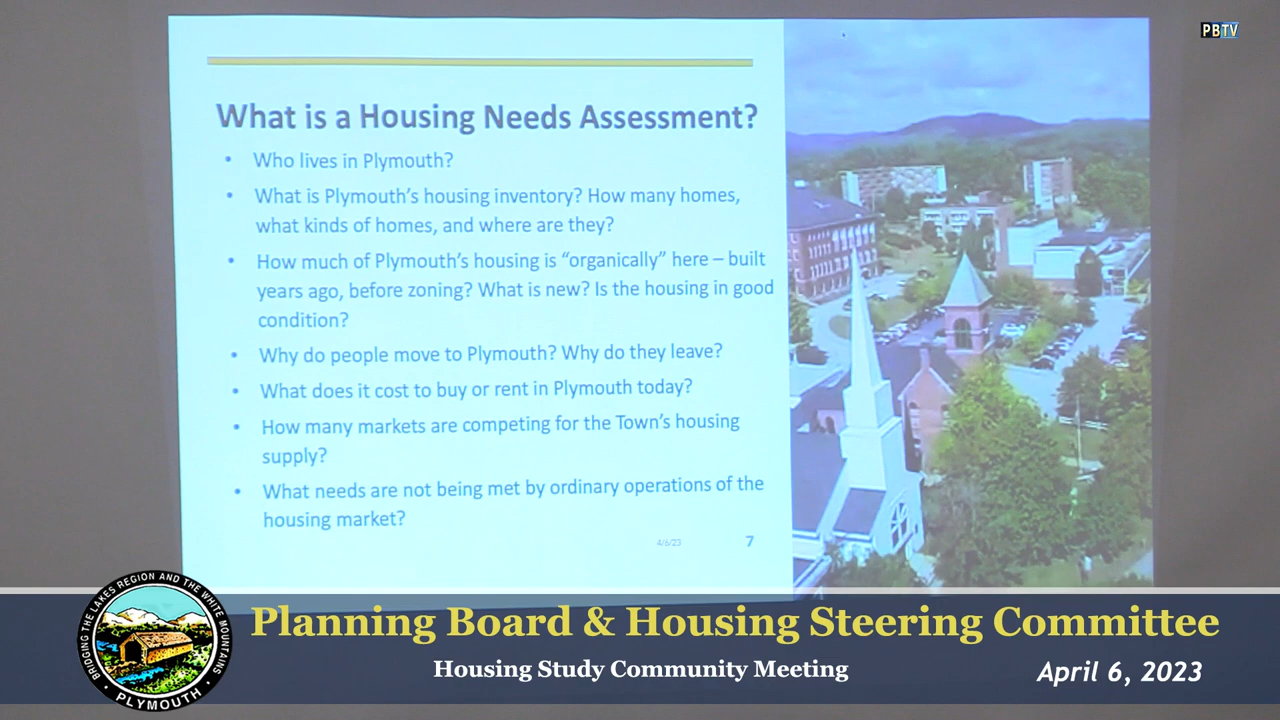 PBTV
What is a Housing Needs Assessment?
• Who lives in Plymouth?
• What is Plymouth's housing inventory? How many homes,
what kinds of homes, and where are they?
• How much of Plymouth's housing is "organically" here – built
years ago, before zoning? What is new? Is the housing in good
condition?
• Why do people move to Plymouth? Why do they leave?
• What does it cost to buy or rent in Plymouth today?
• How many markets are competing for the Town's housing
supply?
• What needs are not being met by ordinary operations of the
housing market?
4/6/23 7
BRIDGING THE LAKES REGION AND THE WHITE MOUNTAINS
• PLYMOUTH •
Planning Board & Housing Steering Committee
Housing Study Community Meeting
April 6, 2023